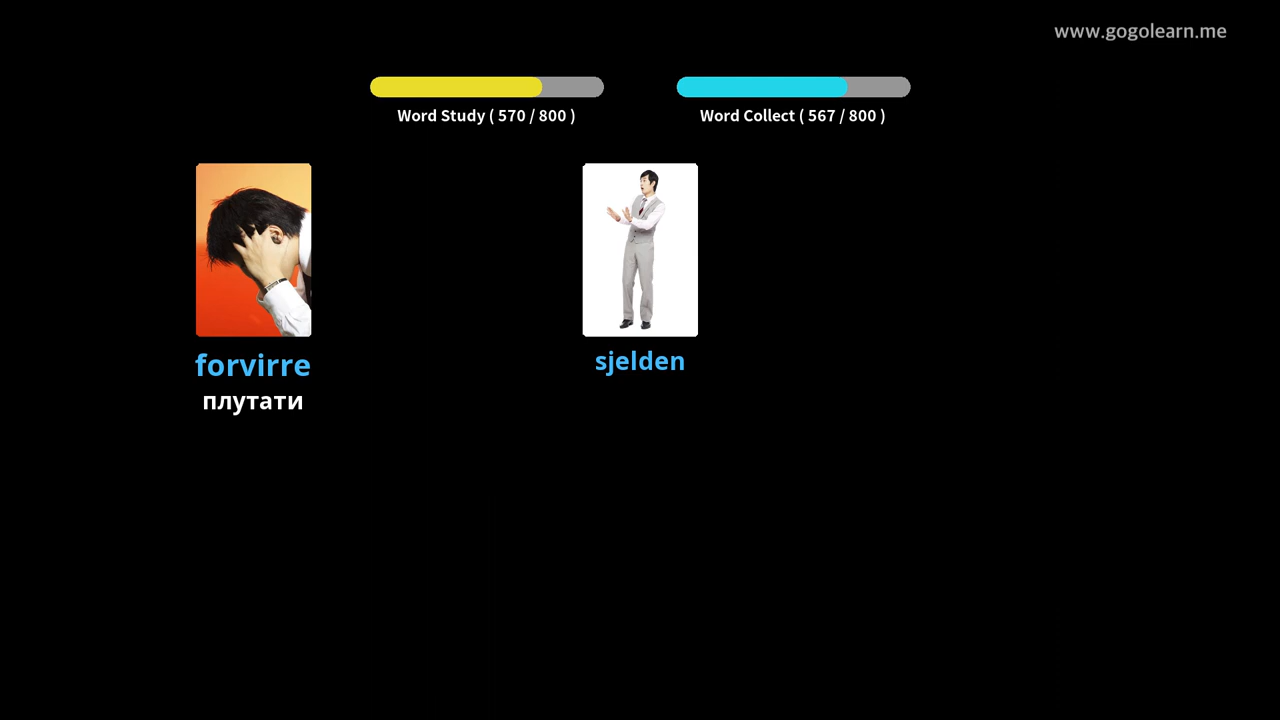 www.gogolearn.me
Word Study ( 570 / 800 )
Word Collect ( 567 / 800 )
forvirre
плутати
sjelden